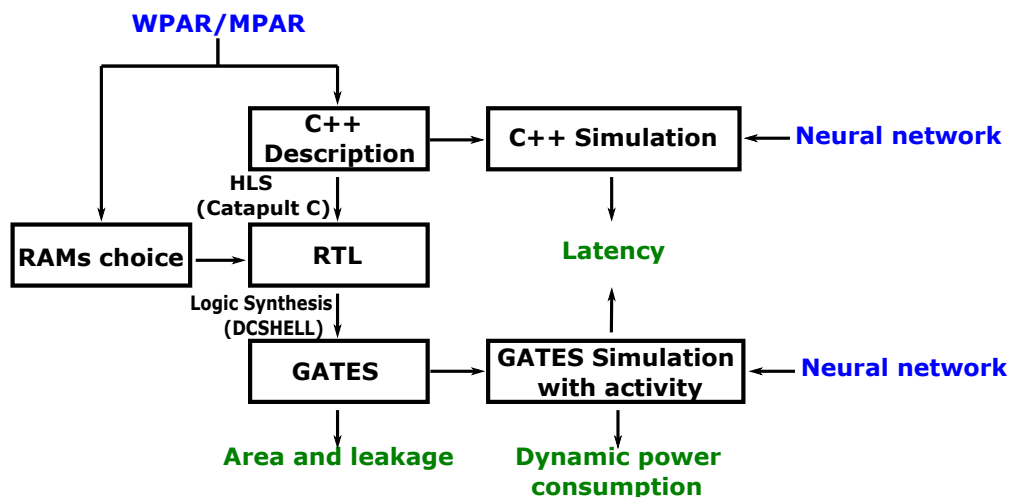 WPAR/MPAR
C++
Description
C++ Simulation
Neural network
HLS
(Catapult C)
RAMs choice
RTL
Latency
Logic Synthesis
(DCSHELL)
GATES
GATES Simulation
with activity
Neural network
Area and leakage
Dynamic power
consumption